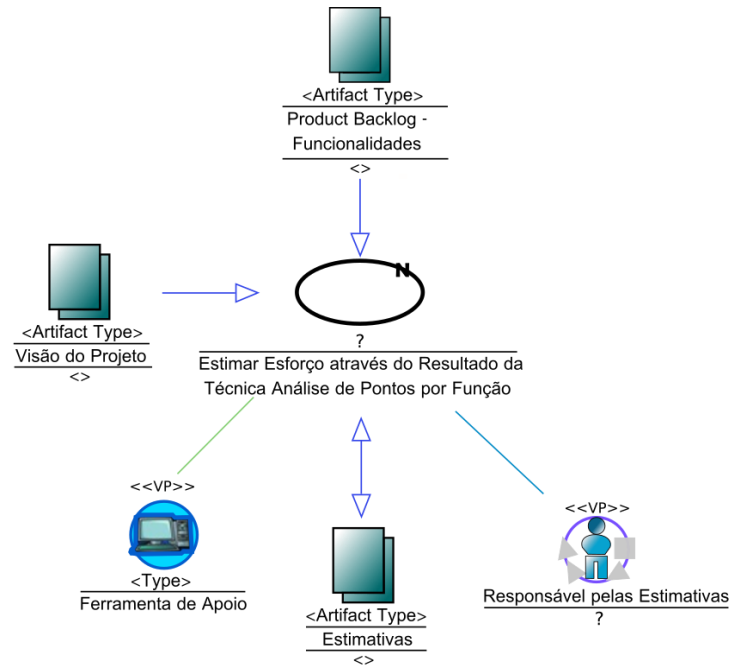 <Artifact Type>
Product Backlog -
Funcionalidades
<>
N
<Artifact Type>
Visão do Projeto
<>
?
Estimar Esforço através do Resultado da
Técnica Análise de Pontos por Função
<<VP>>
<Type>
Ferramenta de Apoio
<Artifact Type>
Estimativas
<>
<<VP>>
Responsável pelas Estimativas
?